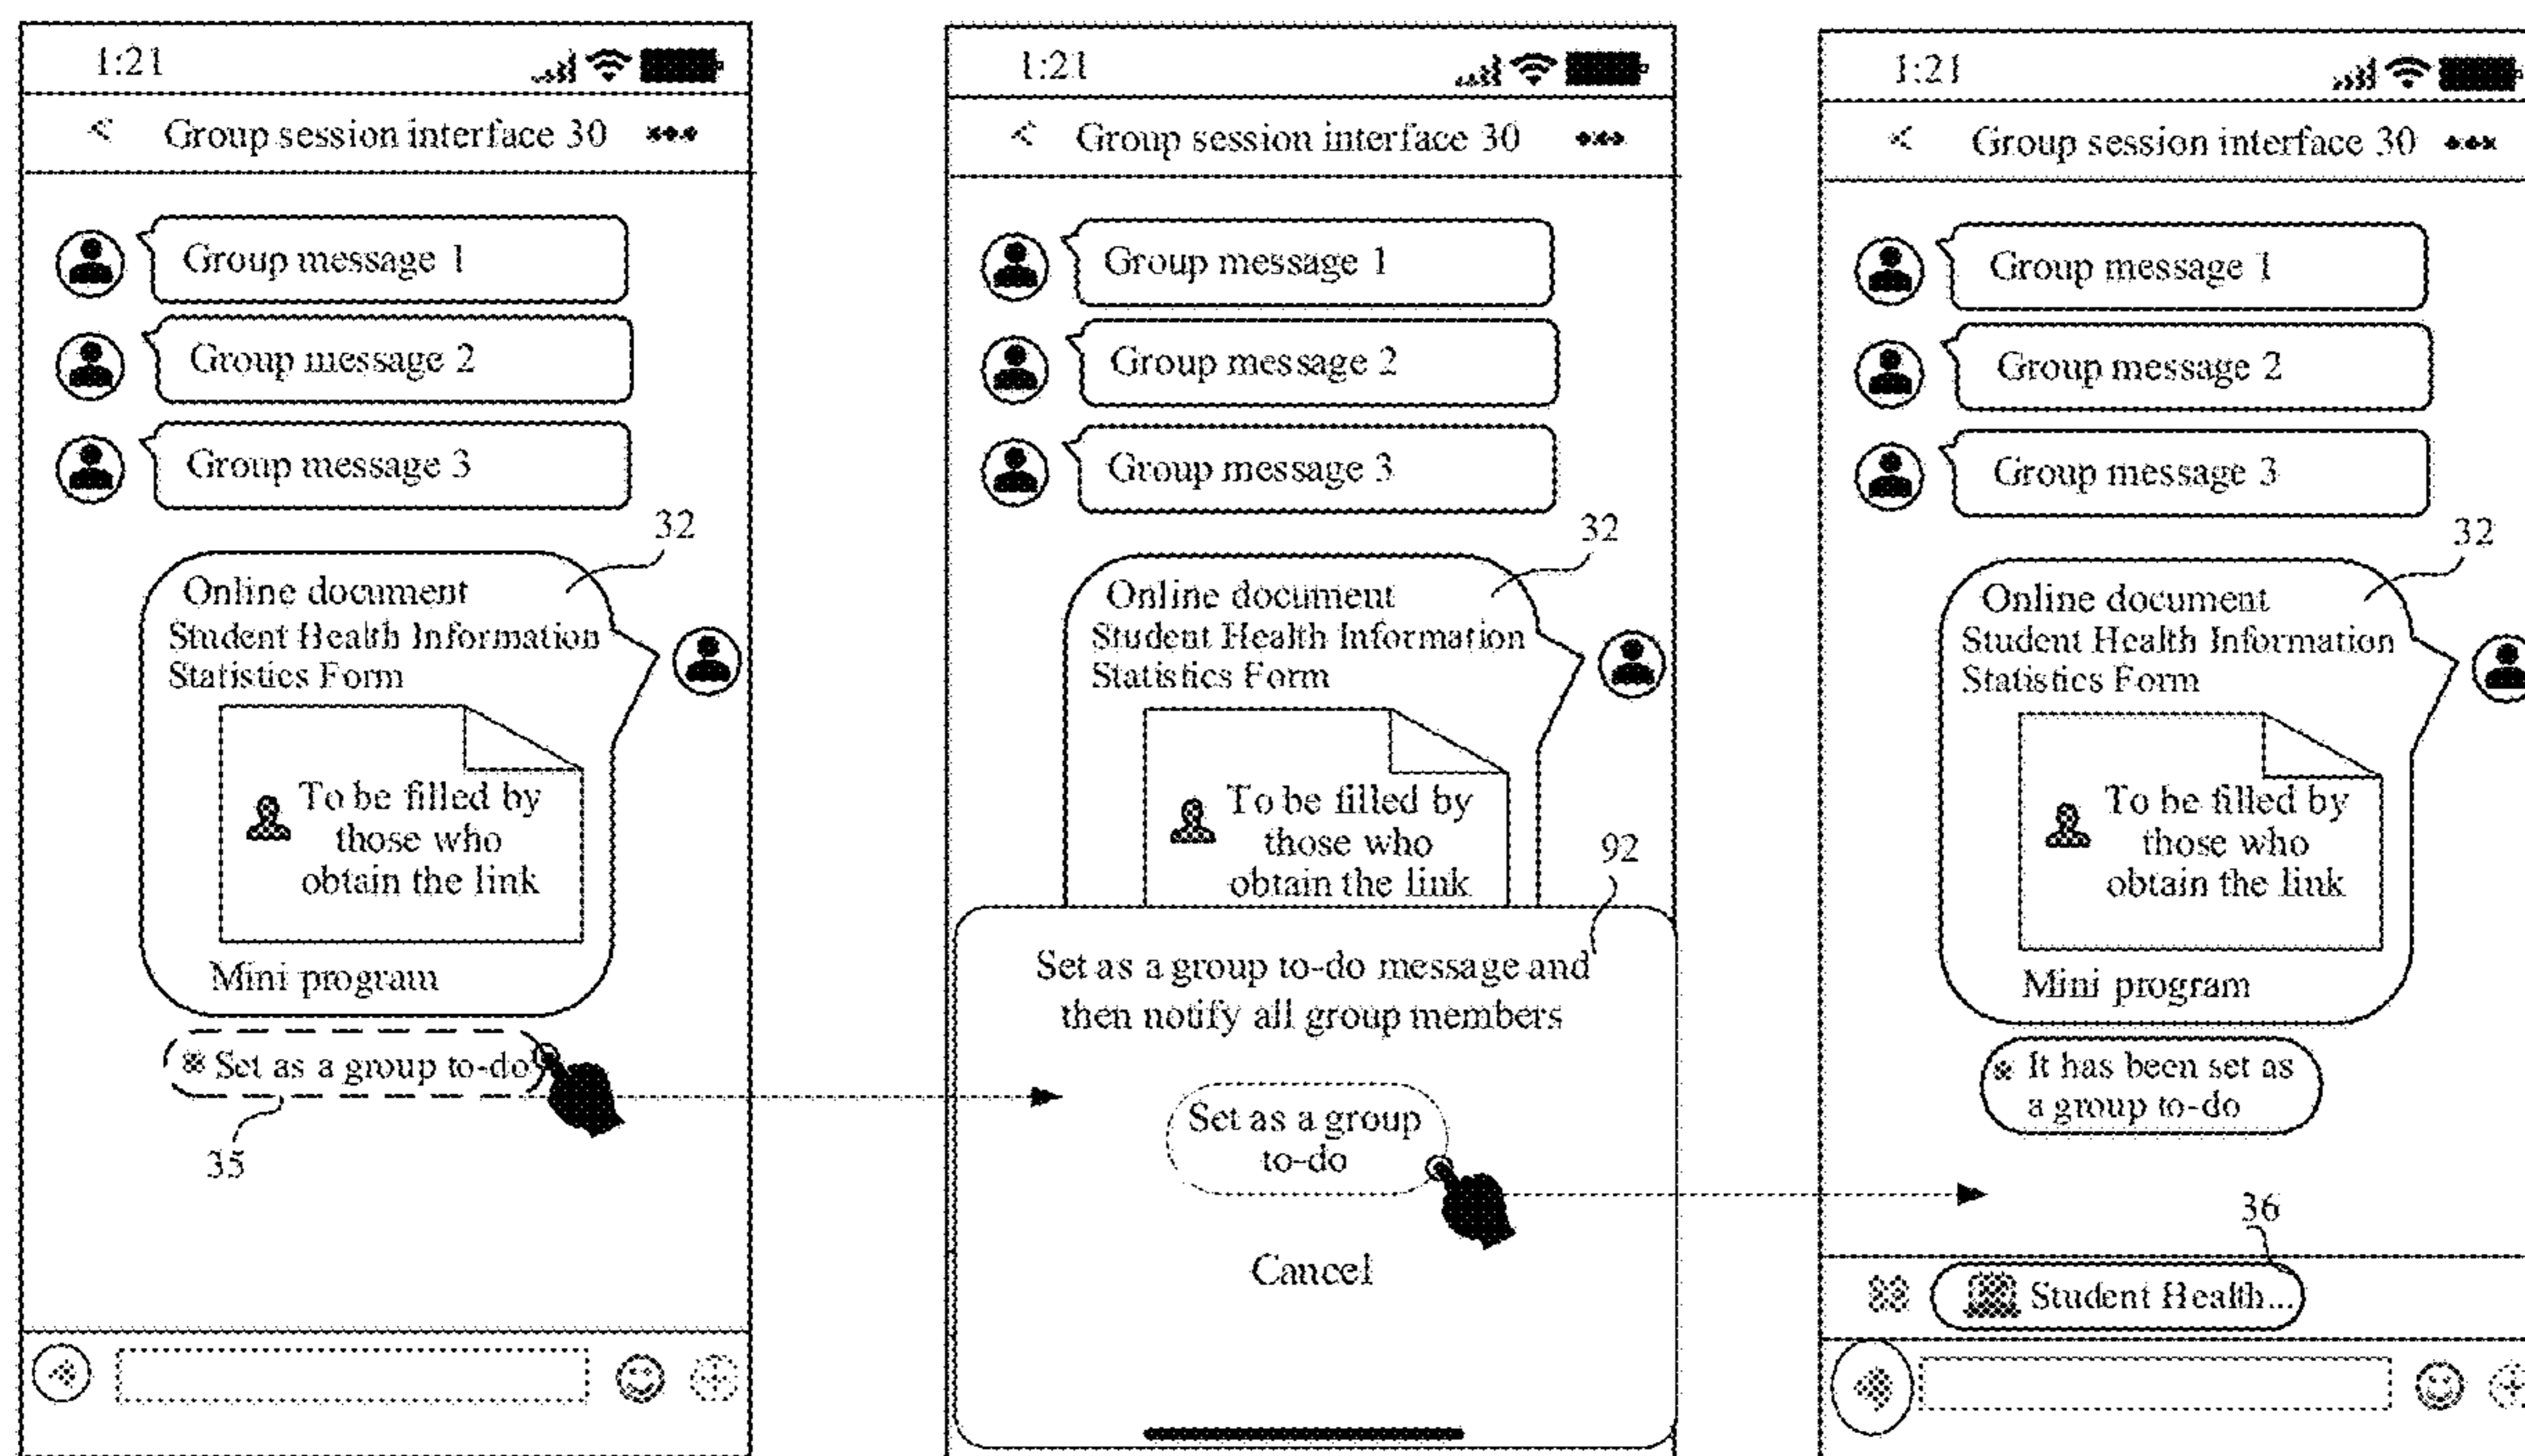 1:21
< Group session interface 30
Group message 1
Group message 2
Group message 3
32
Online document
Student Health Information
Statistics Form
To be filled by
those who
obtain the link
Mini program
Set as a group to-do
35
1:21
< Group session interface 30
Group message 1
Group message 2
Group message 3
32
Online document
Student Health Information
Statistics Form
To be filled by
those who
obtain the link
92
Set as a group to-do message and
then notify all group members
Set as a group
to-do
Cancel
1:21
< Group session interface 30
Group message 1
Group message 2
Group message 3
32
Online document
Student Health Information
Statistics Form
To be filled by
those who
obtain the link
Mini program
It has been set as
a group to-do
36
Student Health...